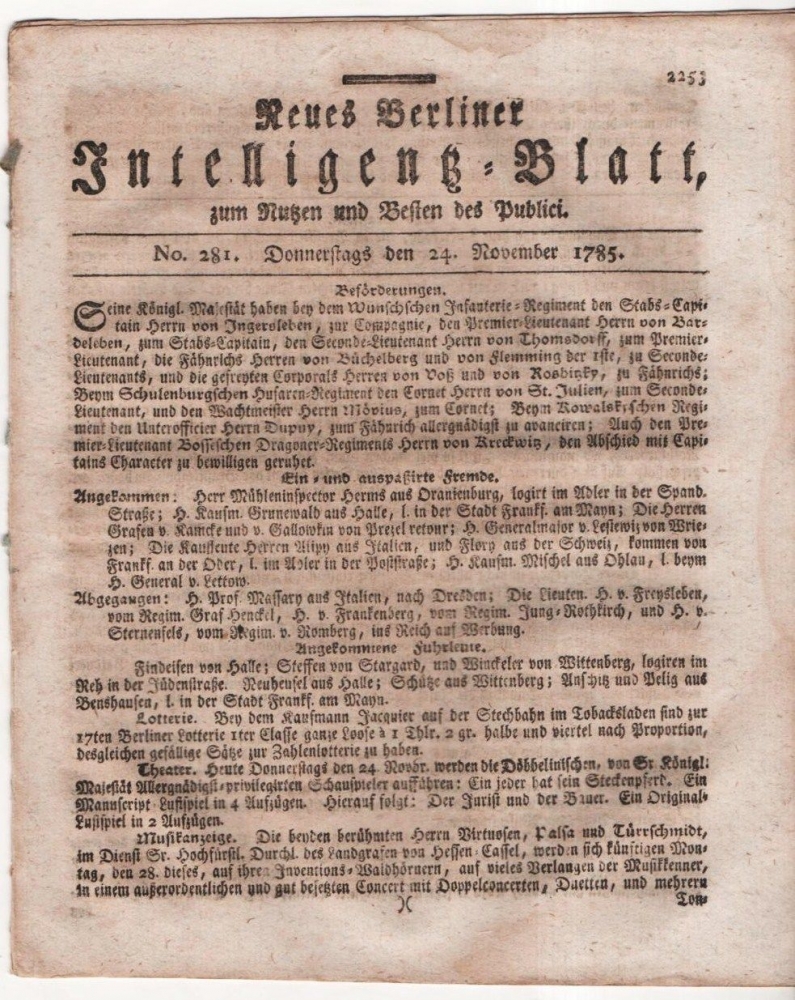 2253
Neues Berliner
Intelligentz-Blatt,
zum Nutzen und Besten des Publici.
No. 281. Donnerstags den 24. November 1785.
Beförderungen.
Seine Königl. Majestät haben bey dem Wunschschen Infanterie-Regiment den Stabs-Capi-
tain Herrn von Ingersleben, zur Compagnie, den Premier-Lieutenant Herrn von Bar-
deleben, zum Stabs-Capitain, den Seconde-Lieutenant Herrn von Thomsdorff, zum Premier-
Lieutenant, die Fähnrichs Herren von Büchelberg und von Flemming der 1ste, zu Seconde-
Lieutenants, und die gefreyten Corporals Herren von Voß und von Rosbitzky, zu Fähnrichs;
Beym Schulenburgschen Husaren-Regiment den Cornet Herrn von St. Julien, zum Seconde-
Lieutenant, und den Wachtmeister Herrn Mövius, zum Cornet; Beym Kowalskyschen Regi-
ment den Unterofficier Herrn Dupuy, zum Fähnrich allergnädigst zu avanciren; Auch den Pre-
mier-Lieutenant Bosseschen Dragoner-Regiments Herrn von Kreckwitz, den Abschied mit Capi-
tains Character zu bewilligen geruhet.
Ein- und auspaßirte Fremde.
Angekommen: Herr Mühleninspector Herms aus Oranienburg, logirt im Adler in der Spand.
Straße; H. Kaufm. Grunewald aus Halle, l. in der Stadt Frankf. am Mayn; Die Herren
Grafen v. Kamcke und v. Gallowkin von Prezel retour; H. Generalmajor v. Lestewiz von Wrie-
zen; Die Kaufleute Herren Alipy aus Italien, und Flory aus der Schweiz, kommen von
Frankf. an der Oder, l. im Adler in der Poststraße; H. Kaufm. Mischel aus Ohlau, l. beym
H. General v. Lettow.
Abgegangen: H. Prof. Massary aus Italien, nach Dresden; Die Lieuten. H. v. Freysleben,
vom Regim. Graf Henckel, H. v. Frankenberg, vom Regim. Jung-Rothkirch, und H. v.
Sternenfels, vom Regim. v. Romberg, ins Reich auf Werbung.
Angekommene Fuhrleute.
Findeisen von Halle; Steffen von Stargard, und Winckeler von Wittenberg, logiren im
Reh in der Jüdenstraße. Neuheusel aus Halle; Schütze aus Wittenberg; Anschitz und Pelig aus
Benshausen, l. in der Stadt Frankf. am Mayn.
Lotterie. Bey dem Kaufmann Jacquier auf der Stechbahn im Tobacksladen sind zur
17ten Berliner Lotterie 1ter Classe ganze Loose à 1 Thlr. 2 gr. halbe und viertel nach Proportion,
desgleichen gefällige Sätze zur Zahlenlotterie zu haben.
Theater. Heute Donnerstags den 24 Novbr. werden die Döbbelinischen, von Sr Königl.
Majestät Allergnädigst-privilegirten Schauspieler aufführen: Ein jeder hat sein Steckenpferd. Ein
Manuscript Lustspiel in 4 Aufzügen. Hierauf folgt: Der Jurist und der Bauer. Ein Original-
Lustspiel in 2 Aufzügen.
Musikanzeige. Die beyden berühmten Herrn Virtuosen, Palsa und Türrschmidt,
im Dienst Sr. Hochfürstl. Durchl. des Landgrafen von Hessen Cassel, werden sich künftigen Mon-
tag, den 28. dieses, auf ihren Inventions-Waldhörnern, auf vieles Verlangen der Musikkenner,
in einem außerordentlichen und gut besetzten Concert mit Doppelconcerten, Duetten, und mehrern
)( Ton-